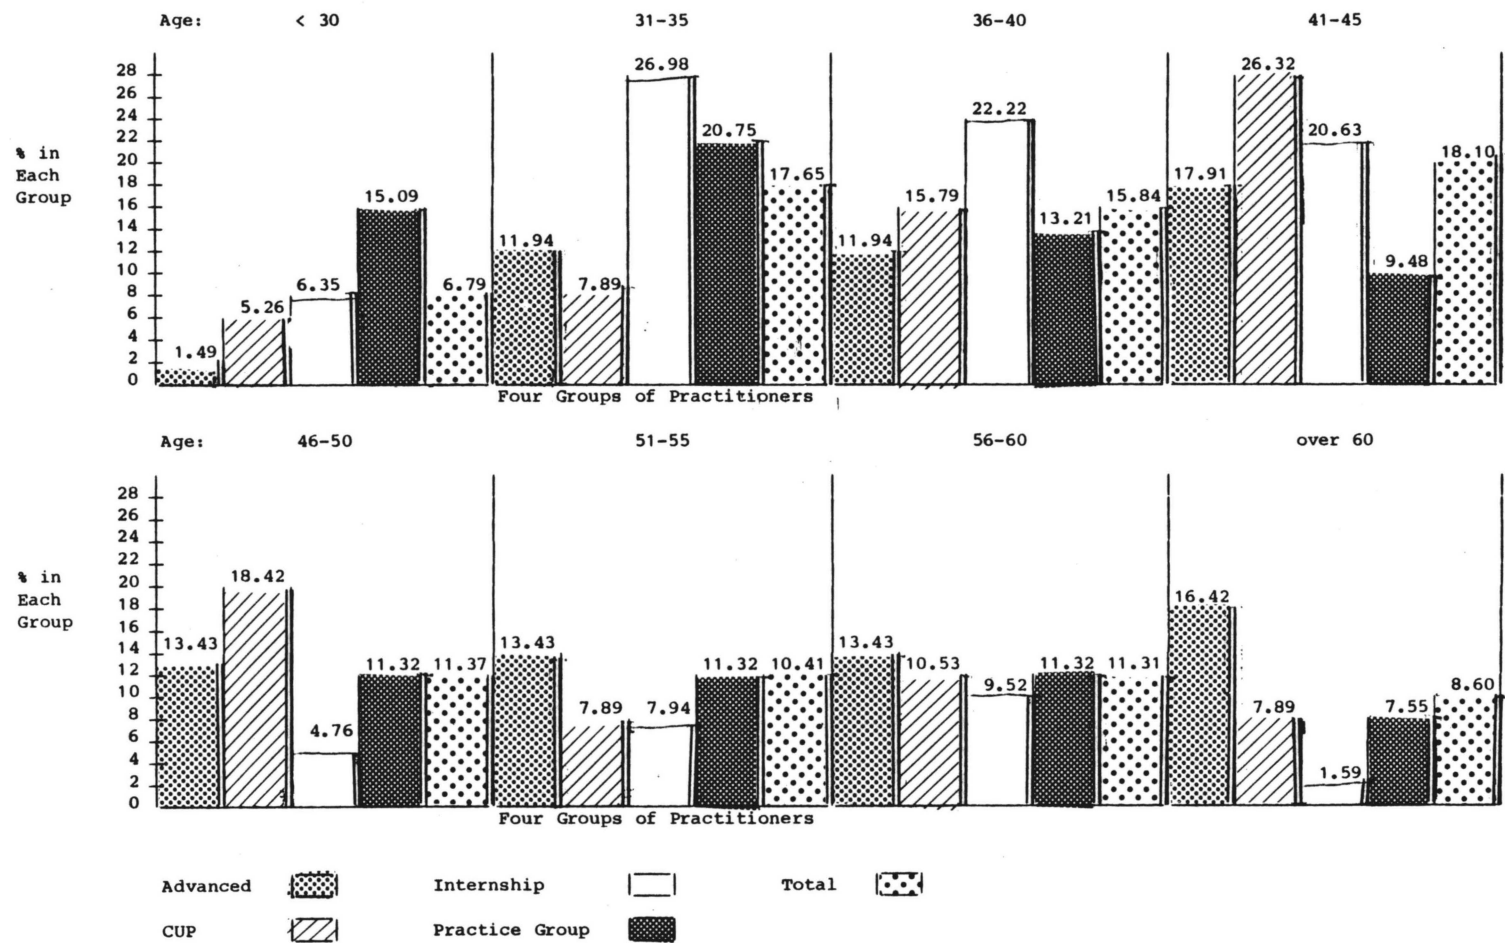 Age: < 30 31-35 36-40 41-45
28
26
24
22
20
18
16
14
12
10
8
6
4
2
0
% in
Each
Group
1.49 5.26 6.35 15.09 6.79
11.94 7.89 26.98 20.75 17.65
11.94 15.79 22.22 13.21 15.84
17.91 26.32 20.63 9.48 18.10
Four Groups of Practitioners
Age: 46-50 51-55 56-60 over 60
28
26
24
22
20
18
16
14
12
10
8
6
4
2
0
% in
Each
Group
13.43 18.42 4.76 11.32 11.37
13.43 7.89 7.94 11.32 10.41
13.43 10.53 9.52 11.32 11.31
16.42 7.89 1.59 7.55 8.60
Four Groups of Practitioners
Advanced Internship Total
CUP Practice Group